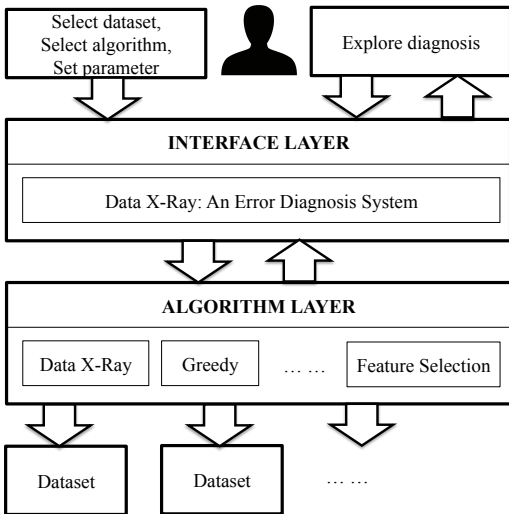 Select dataset,
Select algorithm,
Set parameter
Explore diagnosis
INTERFACE LAYER
Data X-Ray: An Error Diagnosis System
ALGORITHM LAYER
Data X-Ray
Greedy
... ...
Feature Selection
Dataset
Dataset
... ...